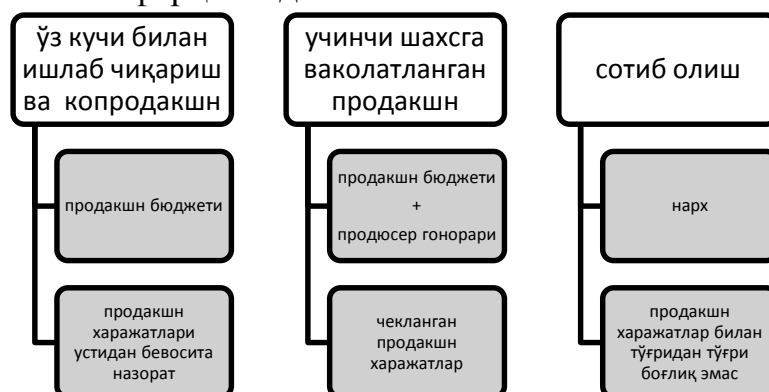 ўз кучи билан
ишлаб чиқариш
ва копродакшн
продакшн бюджети
продакшн
харажатлари
устидан бевосита
назорат
учинчи шахсга
ваколатланган
продакшн
продакшн бюджети
+
продюсер гонорари
чекланган
продакшн
харажатлар
сотиб олиш
нарх
продакшн
харажатлар билан
тўғридан тўғри
боғлиқ эмас